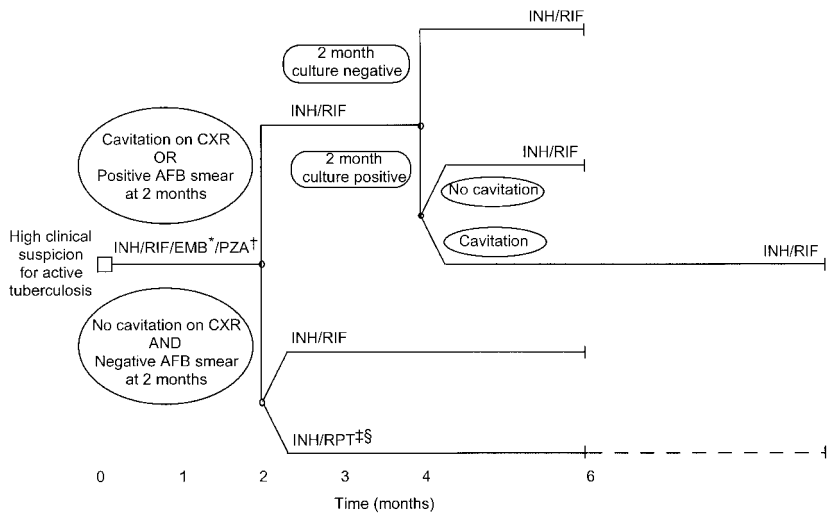 INH/RIF
2 month
culture negative
INH/RIF
Cavitation on CXR
OR
Positive AFB smear
at 2 months
2 month
culture positive
INH/RIF
No cavitation
Cavitation
INH/RIF
High clinical
suspicion
for active
tuberculosis
INH/RIF/EMB*/PZA†
No cavitation on CXR
AND
Negative AFB smear
at 2 months
INH/RIF
INH/RPT‡§
0 1 2 3 4 6
Time (months)